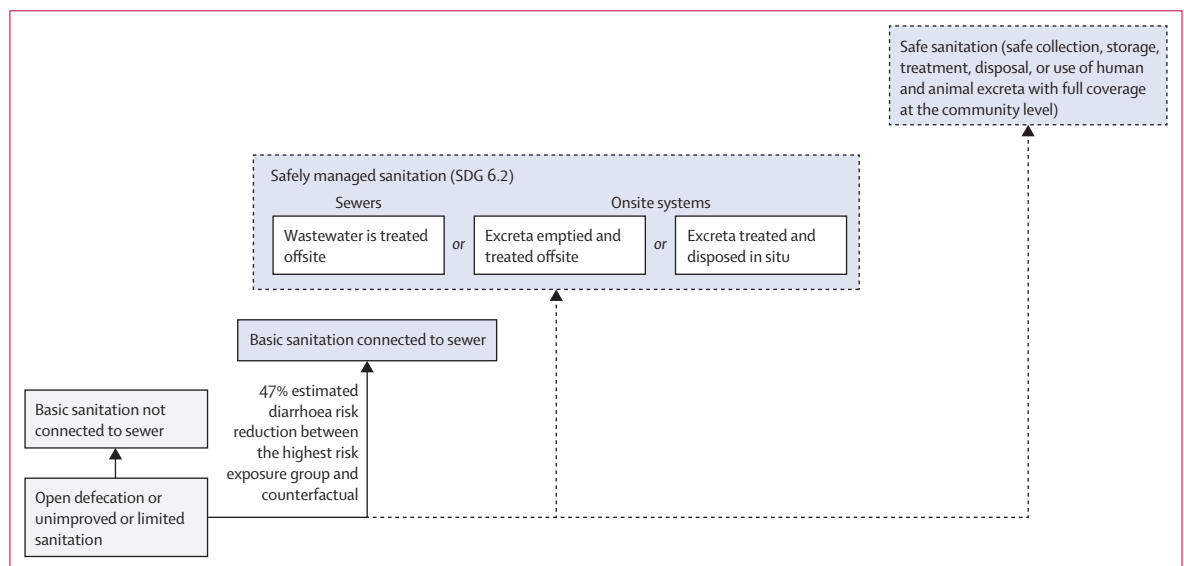 Safe sanitation (safe collection, storage,
treatment, disposal, or use of human
and animal excreta with full coverage
at the community level)
Safely managed sanitation (SDG 6.2)
Sewers
Onsite systems
Wastewater is treated
offsite
or
Excreta emptied and
treated offsite
or
Excreta treated and
disposed in situ
Basic sanitation connected to sewer
47% estimated
diarrhoea risk
reduction between
the highest risk
exposure group and
counterfactual
Basic sanitation not
connected to sewer
Open defecation or
unimproved or limited
sanitation